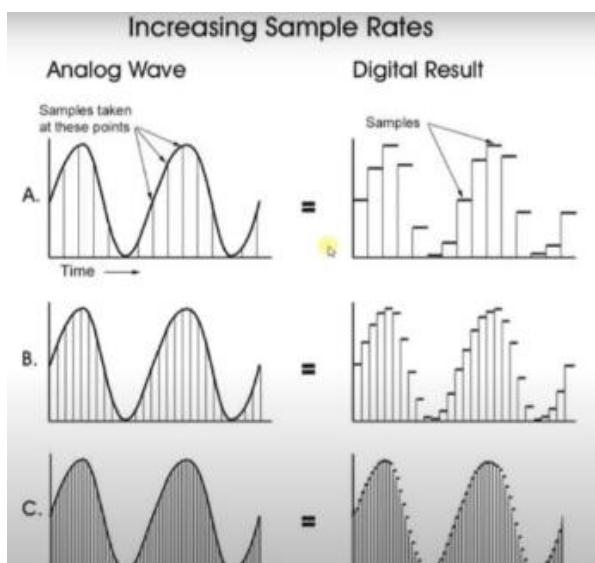 Increasing Sample Rates
Analog Wave
Digital Result
Samples taken
at these points
Samples
A.
=
Time
B.
=
C.
=